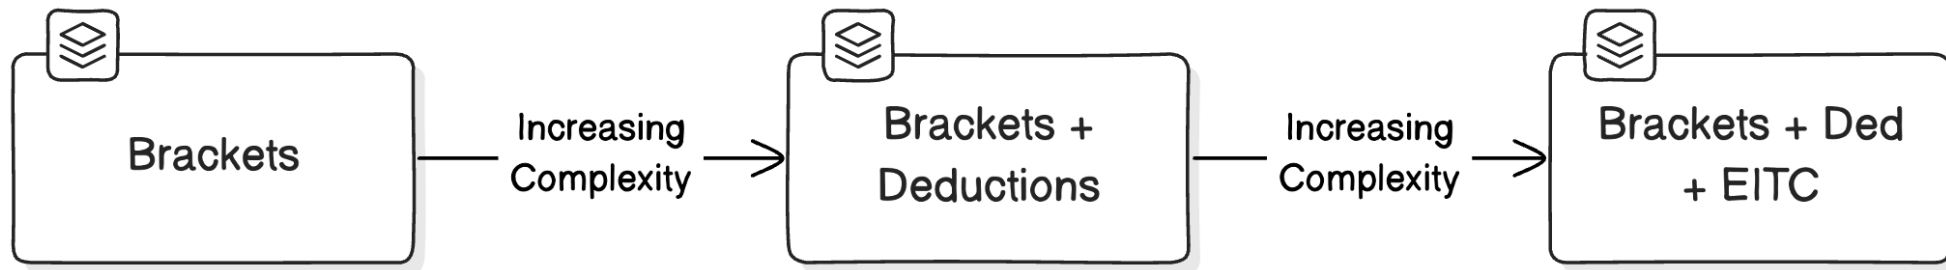 Brackets
Increasing
Complexity
Brackets +
Deductions
Increasing
Complexity
Brackets + Ded
+ EITC